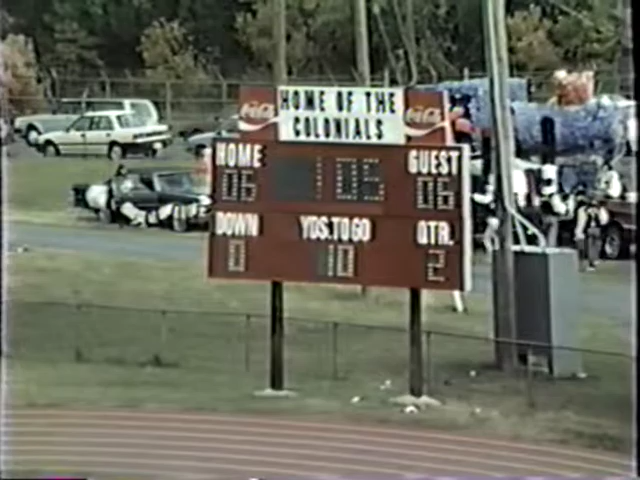 HOME OF THE
Coca-Cola COLONIALS Coca-Cola
HOME GUEST
06 1:05 06
DOWN YDS.TO GO QTR.
0 10 2